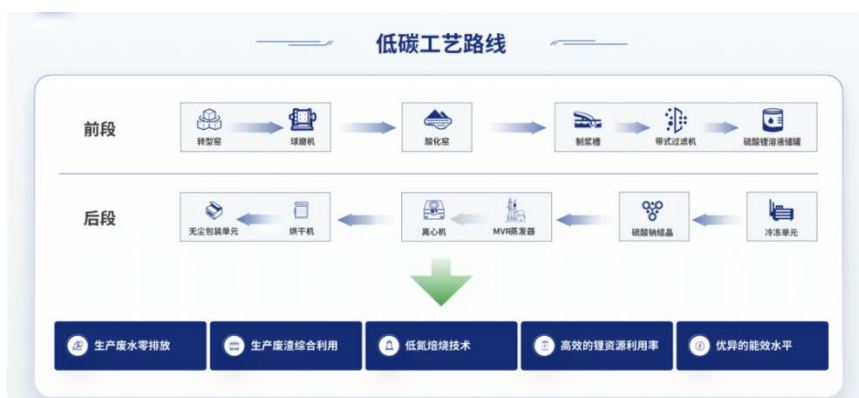 低碳工艺路线
前段
转型窑
球磨机
酸化窑
制浆槽
带式过滤机
硫酸锂溶液储罐
后段
无尘包装单元
烘干机
离心机
MVR蒸发器
硫酸钠结晶
冷冻单元
生产废水零排放
生产废渣综合利用
低氮焙烧技术
高效的锂资源利用率
优异的能效水平